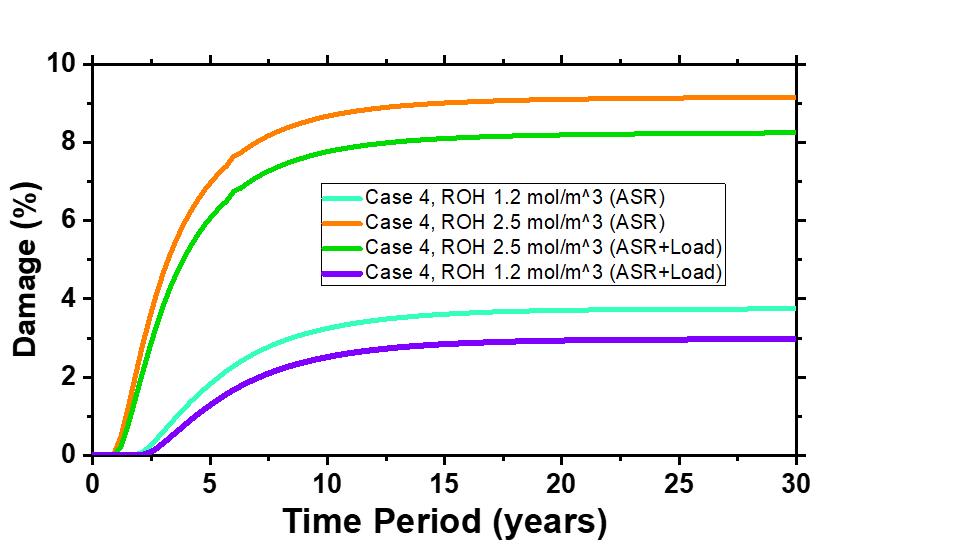 10
8
6
4
2
0
Damage (%)
Case 4, ROH 1.2 mol/m^3 (ASR)
Case 4, ROH 2.5 mol/m^3 (ASR)
Case 4, ROH 2.5 mol/m^3 (ASR+Load)
Case 4, ROH 1.2 mol/m^3 (ASR+Load)
0 5 10 15 20 25 30
Time Period (years)